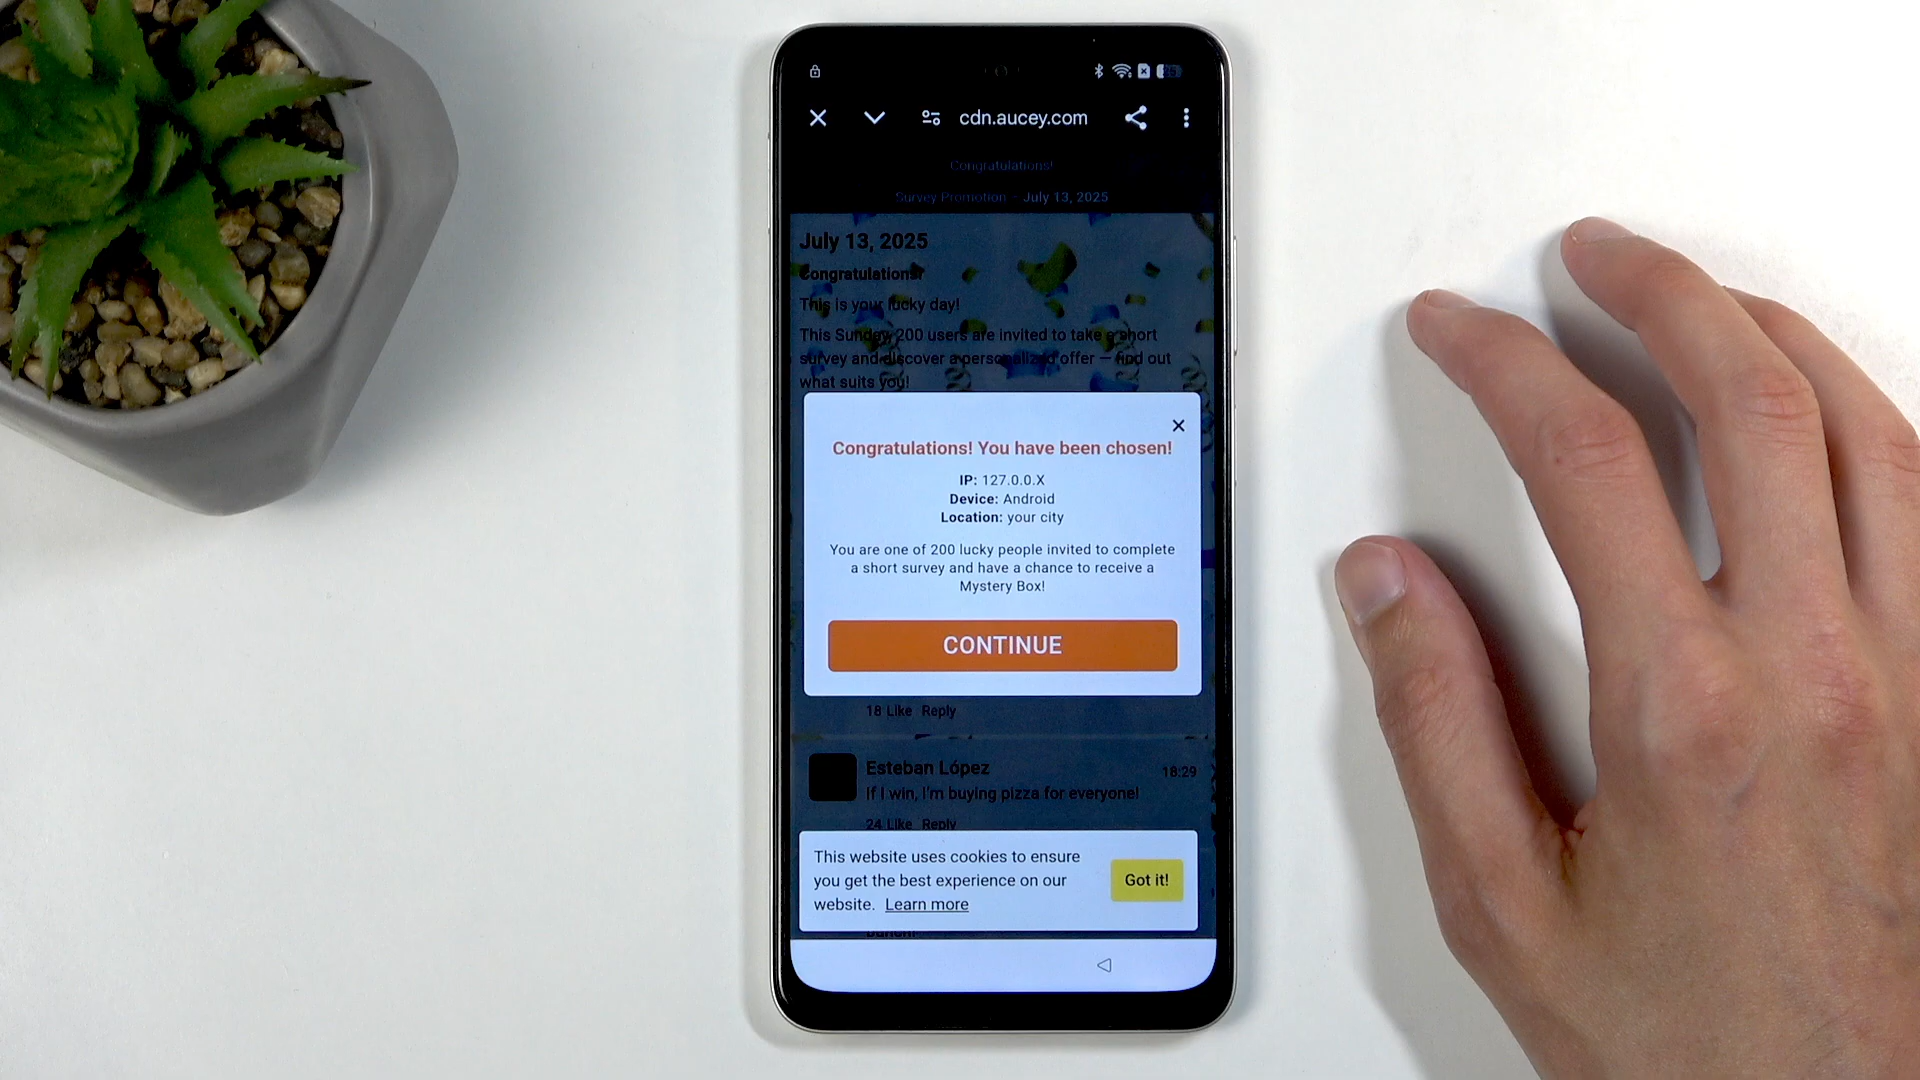 cdn.aucey.com
Congratulations!
Survey Promotion - July 13, 2025
July 13, 2025
Congratulations!
This is your lucky day!
This Sunday 200 users are invited to take a short
survey and discover a personalized offer — find out
what suits you!
Congratulations! You have been chosen!
IP: 127.0.0.X
Device: Android
Location: your city
You are one of 200 lucky people invited to complete
a short survey and have a chance to receive a
Mystery Box!
CONTINUE
18 Like Reply
Esteban López
18:29
If I win, I'm buying pizza for everyone!
24 Like Reply
This website uses cookies to ensure
you get the best experience on our
website. Learn more
Got it!